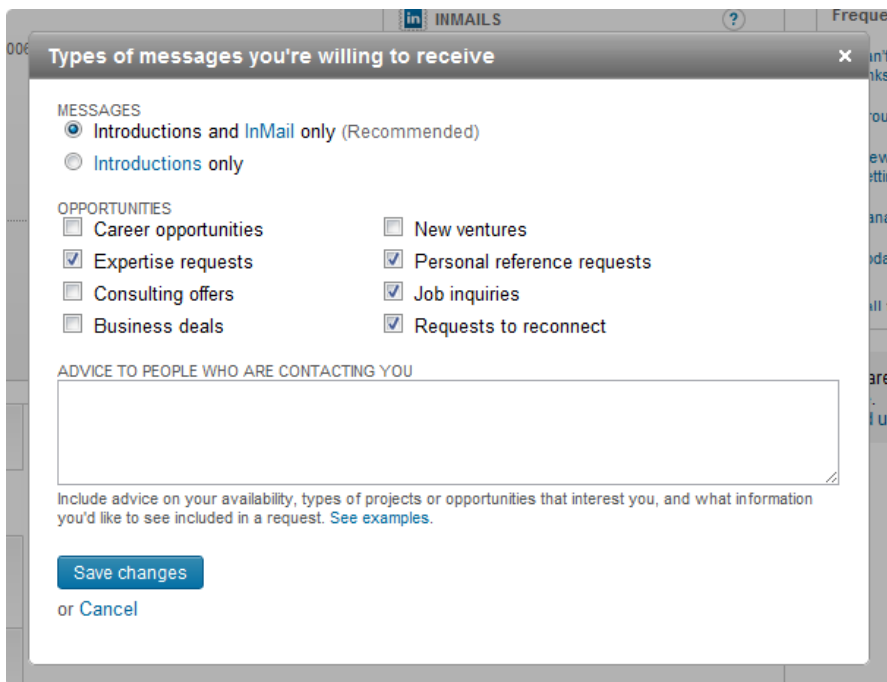 in INMAILS ?
Types of messages you're willing to receive ×
MESSAGES
Introductions and InMail only (Recommended)
Introductions only
OPPORTUNITIES
Career opportunities New ventures
Expertise requests Personal reference requests
Consulting offers Job inquiries
Business deals Requests to reconnect
ADVICE TO PEOPLE WHO ARE CONTACTING YOU
Include advice on your availability, types of projects or opportunities that interest you, and what information
you'd like to see included in a request. See examples.
Save changes
or Cancel